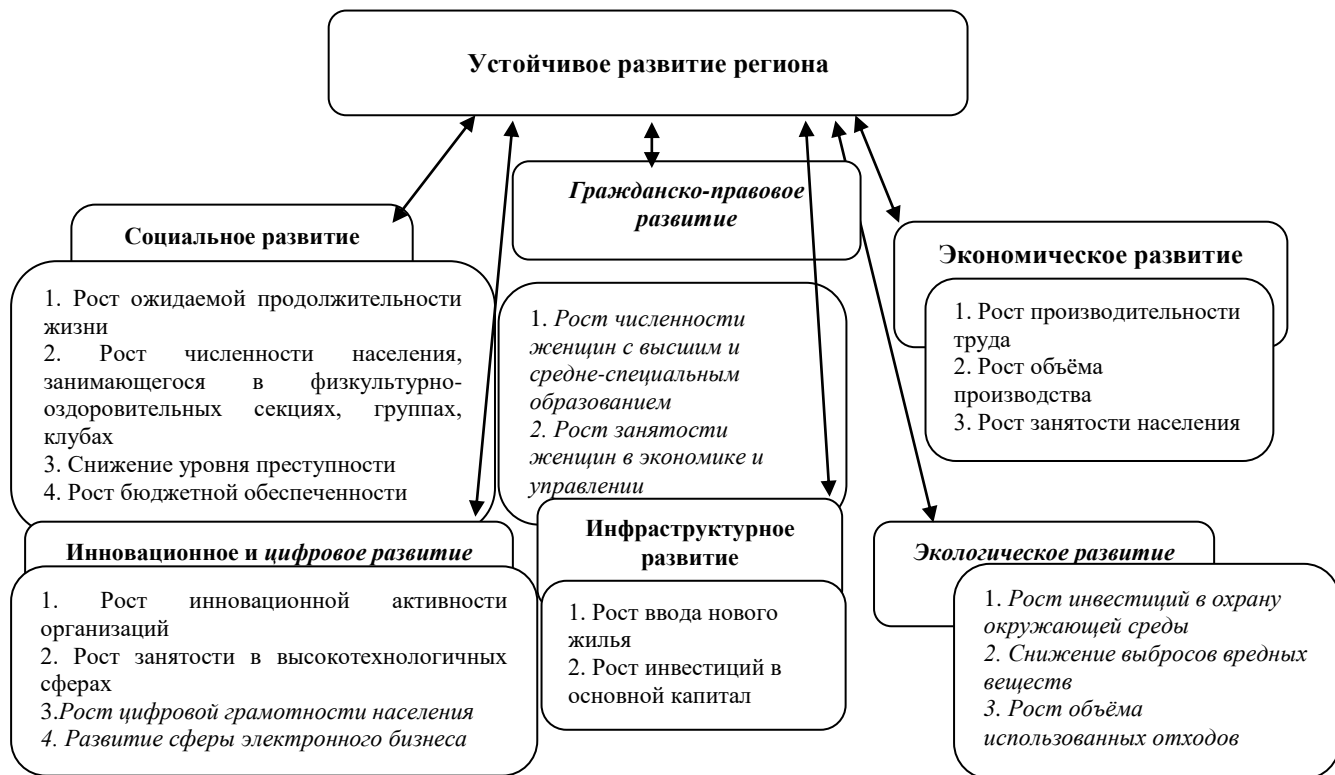 Устойчивое развитие региона
Гражданско-правовое
развитие
Социальное развитие
Экономическое развитие
1. Рост ожидаемой продолжительности
жизни
2. Рост численности населения,
занимающегося в физкультурно-
оздоровительных секциях, группах,
клубах
3. Снижение уровня преступности
4. Рост бюджетной обеспеченности
1. Рост численности
женщин с высшим и
средне-специальным
образованием
2. Рост занятости
женщин в экономике и
управлении
1. Рост производительности
труда
2. Рост объёма
производства
3. Рост занятости населения
Инновационное и цифровое развитие
1. Рост инновационной активности
организаций
2. Рост занятости в высокотехнологичных
сферах
3.Рост цифровой грамотности населения
4. Развитие сферы электронного бизнеса
Инфраструктурное
развитие
1. Рост ввода нового
жилья
2. Рост инвестиций в
основной капитал
Экологическое развитие
1. Рост инвестиций в охрану
окружающей среды
2. Снижение выбросов вредных
веществ
3. Рост объёма
использованных отходов